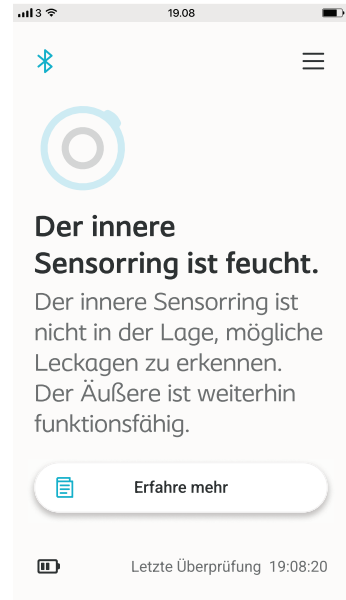 3 19.08
Der innere
Sensorring ist feucht.
Der innere Sensorring ist
nicht in der Lage, mögliche
Leckagen zu erkennen.
Der Äußere ist weiterhin
funktionsfähig.
Erfahre mehr
Letzte Überprüfung 19:08:20